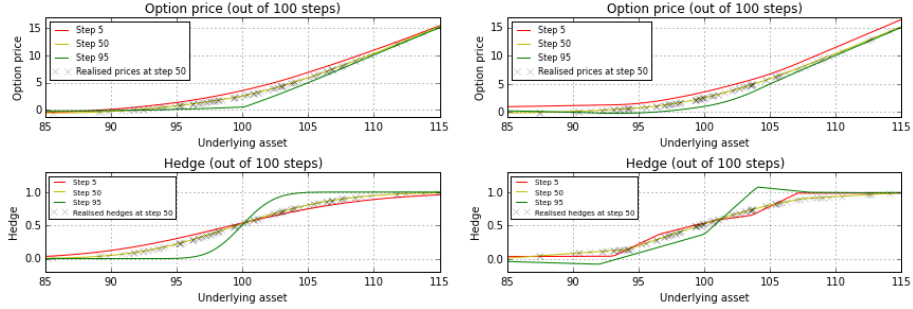 Option price (out of 100 steps)
Option price
15
10
5
0
Step 5
Step 50
Step 95
Realised prices at step 50
85 90 95 100 105 110 115
Underlying asset
Option price (out of 100 steps)
Option price
15
10
5
0
Step 5
Step 50
Step 95
Realised prices at step 50
85 90 95 100 105 110 115
Underlying asset
Hedge (out of 100 steps)
Hedge
1.0
0.5
0.0
Step 5
Step 50
Step 95
Realised hedges at step 50
85 90 95 100 105 110 115
Underlying asset
Hedge (out of 100 steps)
Hedge
1.0
0.5
0.0
Step 5
Step 50
Step 95
Realised hedges at step 50
85 90 95 100 105 110 115
Underlying asset